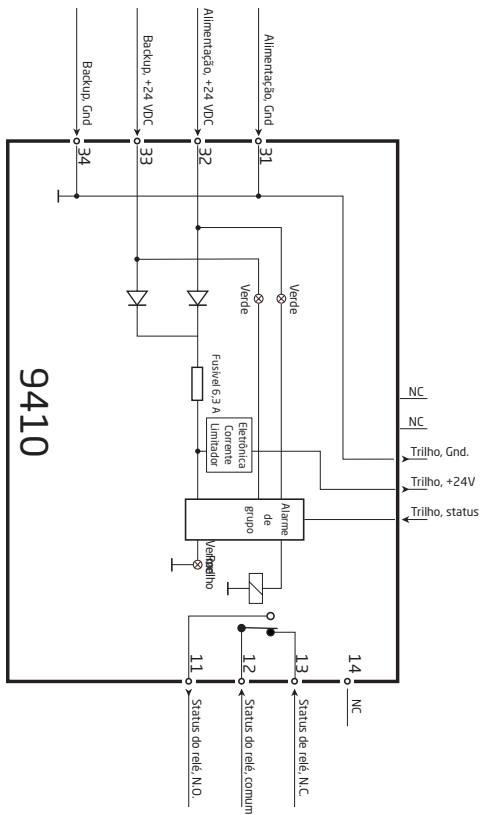 Backup, Gnd
Backup, +24 VDC
Alimentação, +24 VDC
Alimentação, Gnd
34
33
32
31
Verde
Verde
Fusível 6,3 A
Eletrônica
Corrente
Limitador
Alarme
de
grupo
9410
NC
NC
Trilho, Gnd.
Trilho, +24V
Trilho, status
11
12
13
14
Status do relé, N.O.
Status do relé, comum
Status de relé, N.C.
NC